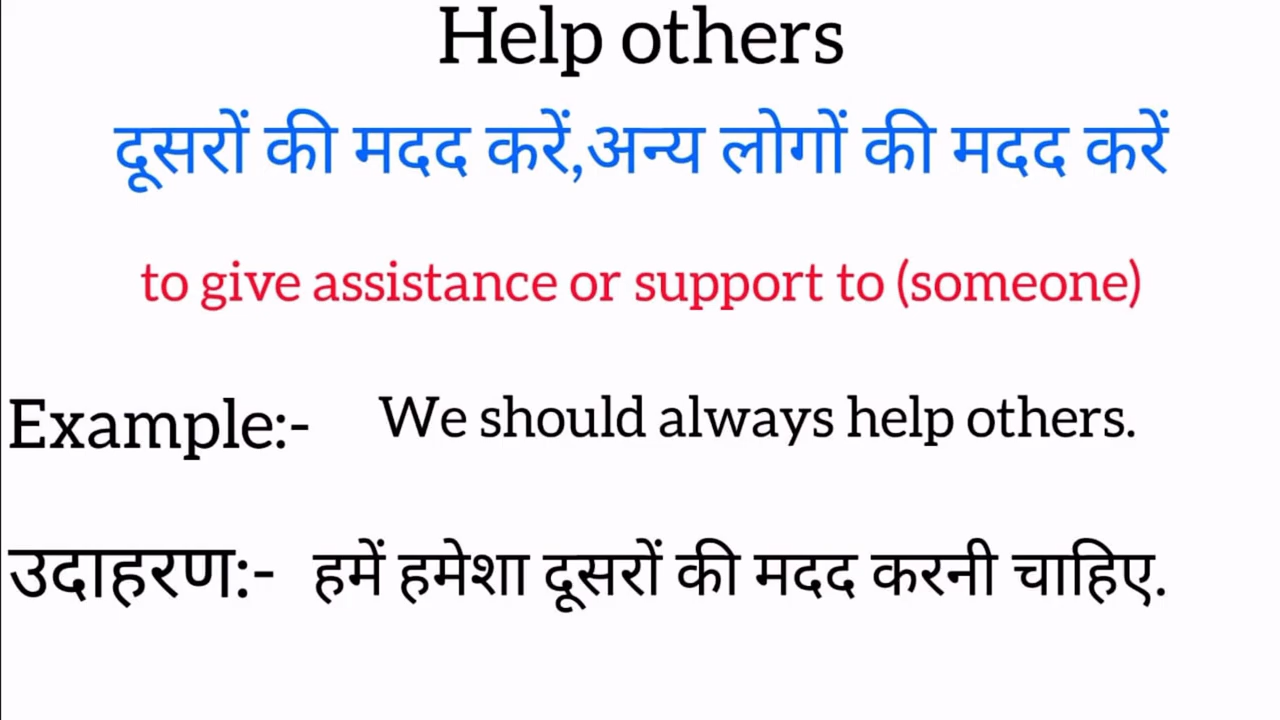 Help others
दूसरों की मदद करें,अन्य लोगों की मदद करें
to give assistance or support to (someone)
Example:- We should always help others.
उदाहरण:- हमें हमेशा दूसरों की मदद करनी चाहिए.